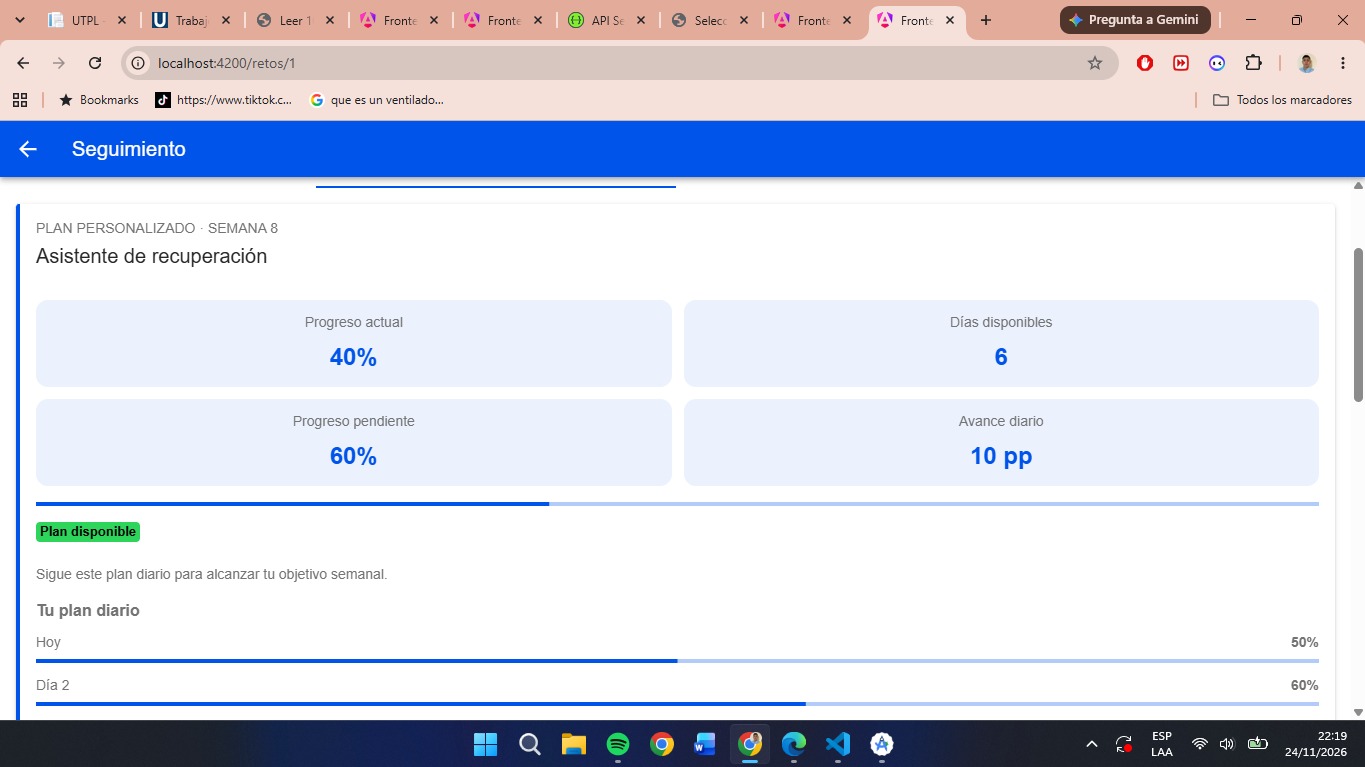 UTPL -
Trabaj
Leer 1
Fronte
Fronte
API Se
Selecc
Fronte
Fronte
Pregunta a Gemini
localhost:4200/retos/1
Bookmarks
https://www.tiktok.c...
que es un ventilado...
Todos los marcadores
Seguimiento
PLAN PERSONALIZADO · SEMANA 8
Asistente de recuperación
Progreso actual
40%
Días disponibles
6
Progreso pendiente
60%
Avance diario
10 pp
Plan disponible
Sigue este plan diario para alcanzar tu objetivo semanal.
Tu plan diario
Hoy 50%
Día 2 60%
ESP
LAA
22:19
24/11/2026